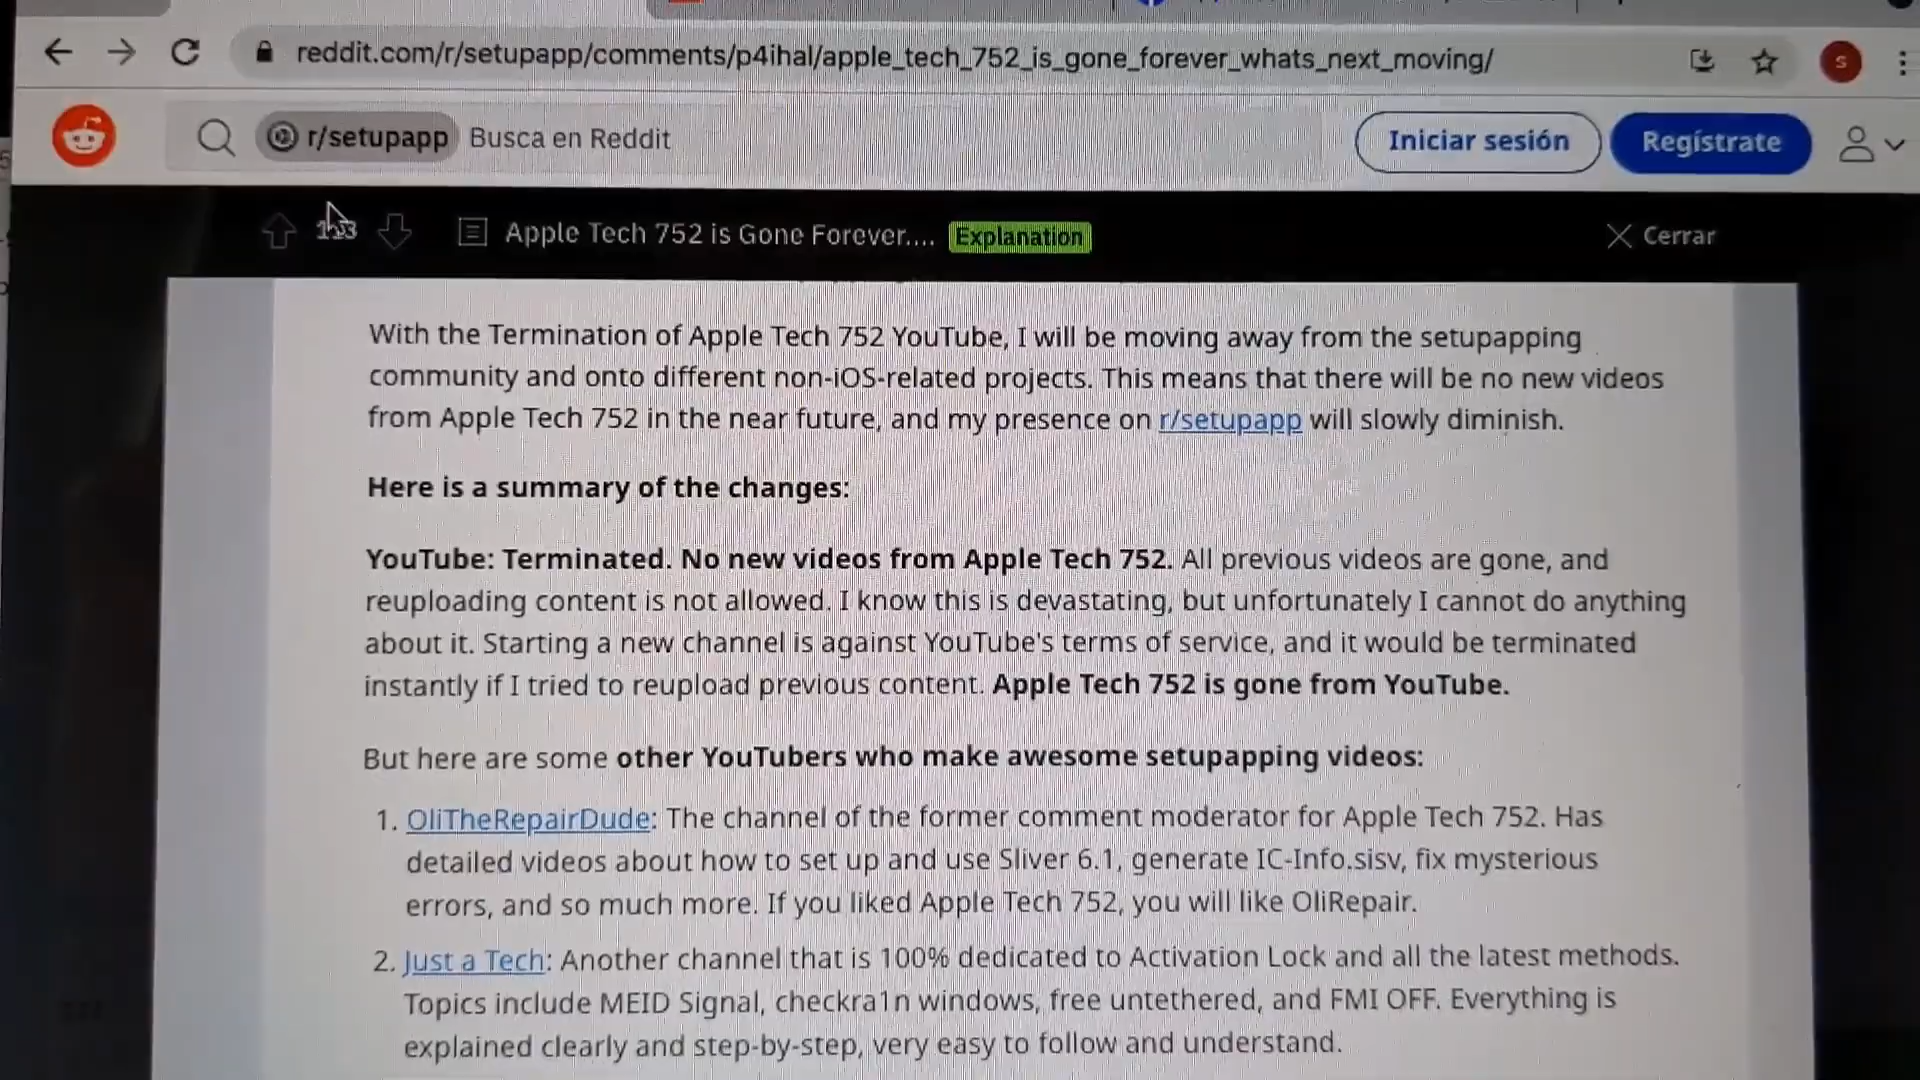 reddit.com/r/setupapp/comments/p4ihal/apple_tech_752_is_gone_forever_whats_next_moving/
S
r/setupapp Busca en Reddit
Iniciar sesión
Regístrate
Apple Tech 752 is Gone Forever.... Explanation
Cerrar
With the Termination of Apple Tech 752 YouTube, I will be moving away from the setupapping
community and onto different non-iOS-related projects. This means that there will be no new videos
from Apple Tech 752 in the near future, and my presence on r/setupapp will slowly diminish.
Here is a summary of the changes:
YouTube: Terminated. No new videos from Apple Tech 752. All previous videos are gone, and
reuploading content is not allowed. I know this is devastating, but unfortunately I cannot do anything
about it. Starting a new channel is against YouTube's terms of service, and it would be terminated
instantly if I tried to reupload previous content. Apple Tech 752 is gone from YouTube.
But here are some other YouTubers who make awesome setupapping videos:
1. OliTheRepairDude: The channel of the former comment moderator for Apple Tech 752. Has
detailed videos about how to set up and use Sliver 6.1, generate IC-Info.sisv, fix mysterious
errors, and so much more. If you liked Apple Tech 752, you will like OliRepair.
2. Just a Tech: Another channel that is 100% dedicated to Activation Lock and all the latest methods.
Topics include MEID Signal, checkra1n windows, free untethered, and FMI OFF. Everything is
explained clearly and step-by-step, very easy to follow and understand.